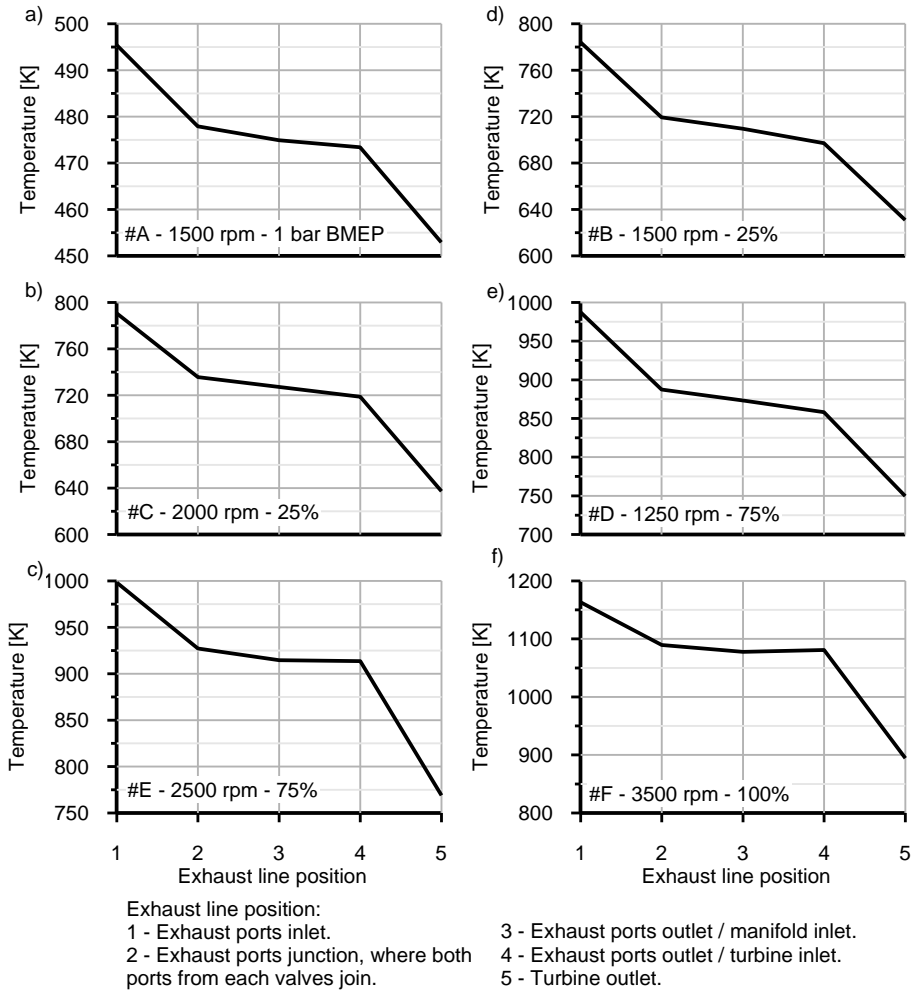 a)
500
490
480
470
460
450
Temperature [K]
#A - 1500 rpm - 1 bar BMEP
d)
800
760
720
680
640
600
Temperature [K]
#B - 1500 rpm - 25%
b)
800
760
720
680
640
600
Temperature [K]
#C - 2000 rpm - 25%
e)
1000
950
900
850
800
750
700
Temperature [K]
#D - 1250 rpm - 75%
c)
1000
950
900
850
800
750
Temperature [K]
#E - 2500 rpm - 75%
1 2 3 4 5
Exhaust line position
f)
1200
1100
1000
900
800
Temperature [K]
#F - 3500 rpm - 100%
1 2 3 4 5
Exhaust line position
Exhaust line position:
1 - Exhaust ports inlet.
2 - Exhaust ports junction, where both
ports from each valves join.
3 - Exhaust ports outlet / manifold inlet.
4 - Exhaust ports outlet / turbine inlet.
5 - Turbine outlet.